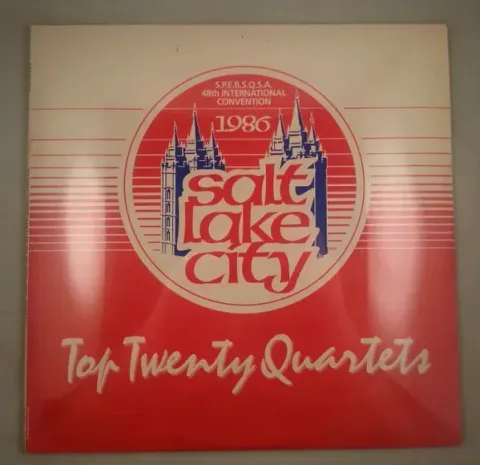 S.P.E.B.S.Q.S.A.
48th INTERNATIONAL
CONVENTION
1986
salt
lake
city
Top Twenty Quartets